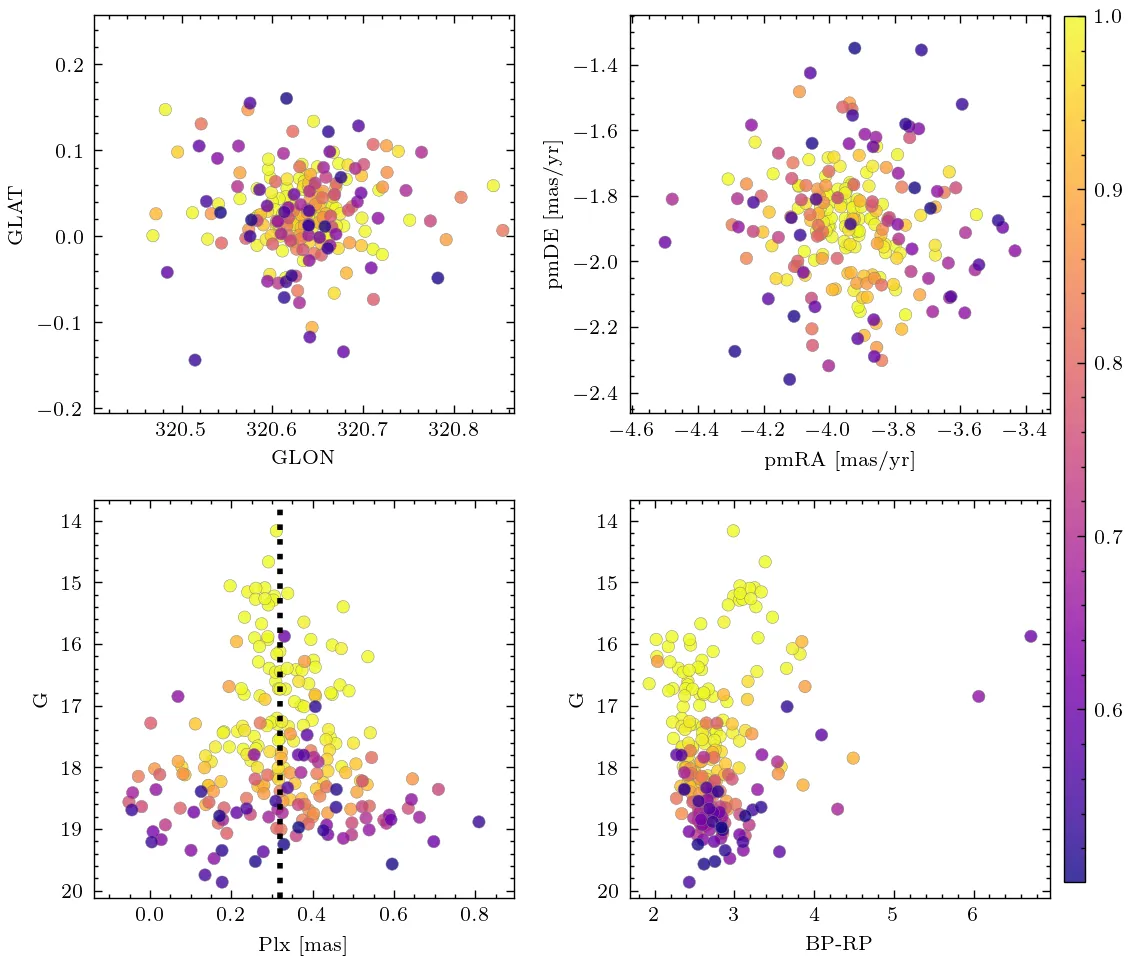 0.2
0.1
0.0
−0.1
−0.2
GLAT
320.5 320.6 320.7 320.8
GLON
−1.4
−1.6
−1.8
−2.0
−2.2
−2.4
pmDE [mas/yr]
−4.6 −4.4 −4.2 −4.0 −3.8 −3.6 −3.4
pmRA [mas/yr]
1.0
0.9
0.8
0.7
0.6
14
15
16
17
18
19
20
G
0.0 0.2 0.4 0.6 0.8
Plx [mas]
14
15
16
17
18
19
20
G
2 3 4 5 6
BP-RP